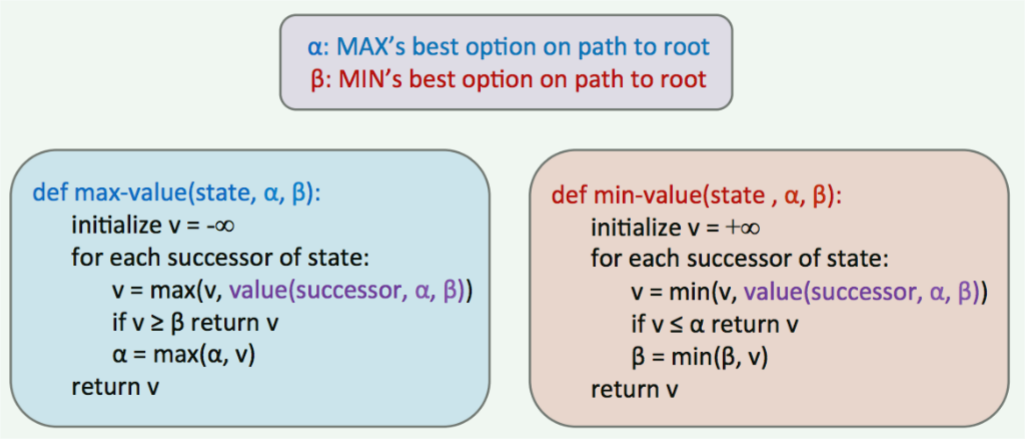 α: MAX's best option on path to root
β: MIN's best option on path to root
def max-value(state, α, β):
initialize v = -∞
for each successor of state:
v = max(v, value(successor, α, β))
if v ≥ β return v
α = max(α, v)
return v
def min-value(state , α, β):
initialize v = +∞
for each successor of state:
v = min(v, value(successor, α, β))
if v ≤ α return v
β = min(β, v)
return v